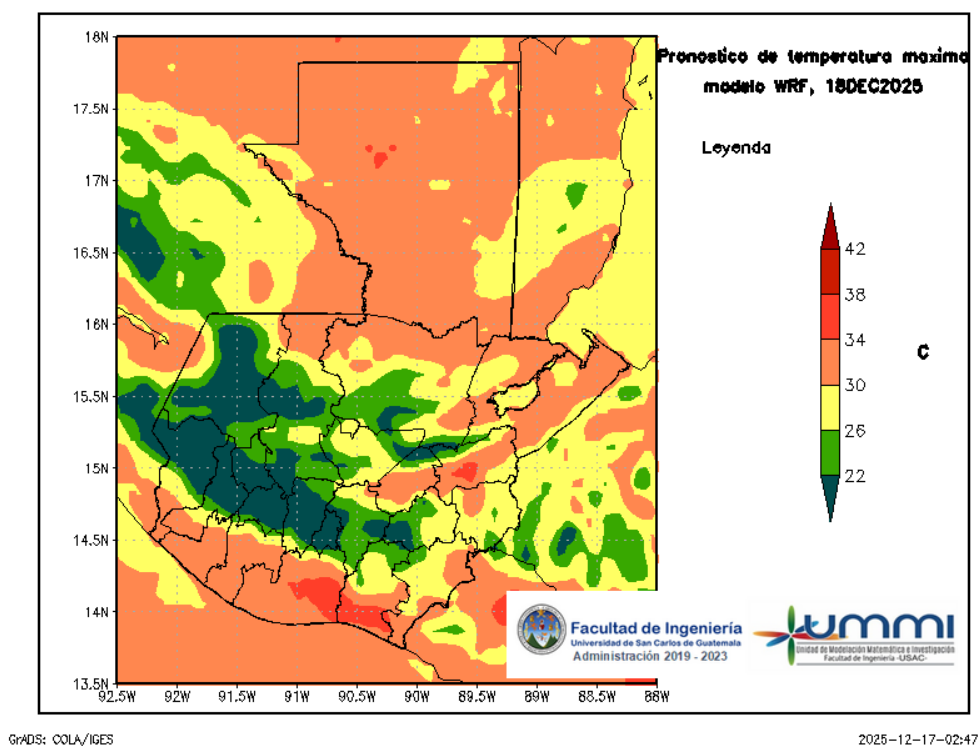 Pronostico de temperatura maxima
modelo WRF, 18DEC2025
Leyenda
42
38
34
30
26
22
C
18N
17.5N
17N
16.5N
16N
15.5N
15N
14.5N
14N
13.5N
92.5W
92W
91.5W
91W
90.5W
90W
89.5W
89W
88.5W
88W
Facultad de Ingeniería
Universidad de San Carlos de Guatemala
Administración 2019 - 2023
ummi
Unidad de Modelación Matemática e Investigación
Facultad de Ingeniería -USAC-
GrADS: COLA/IGES
2025-12-17-02:47